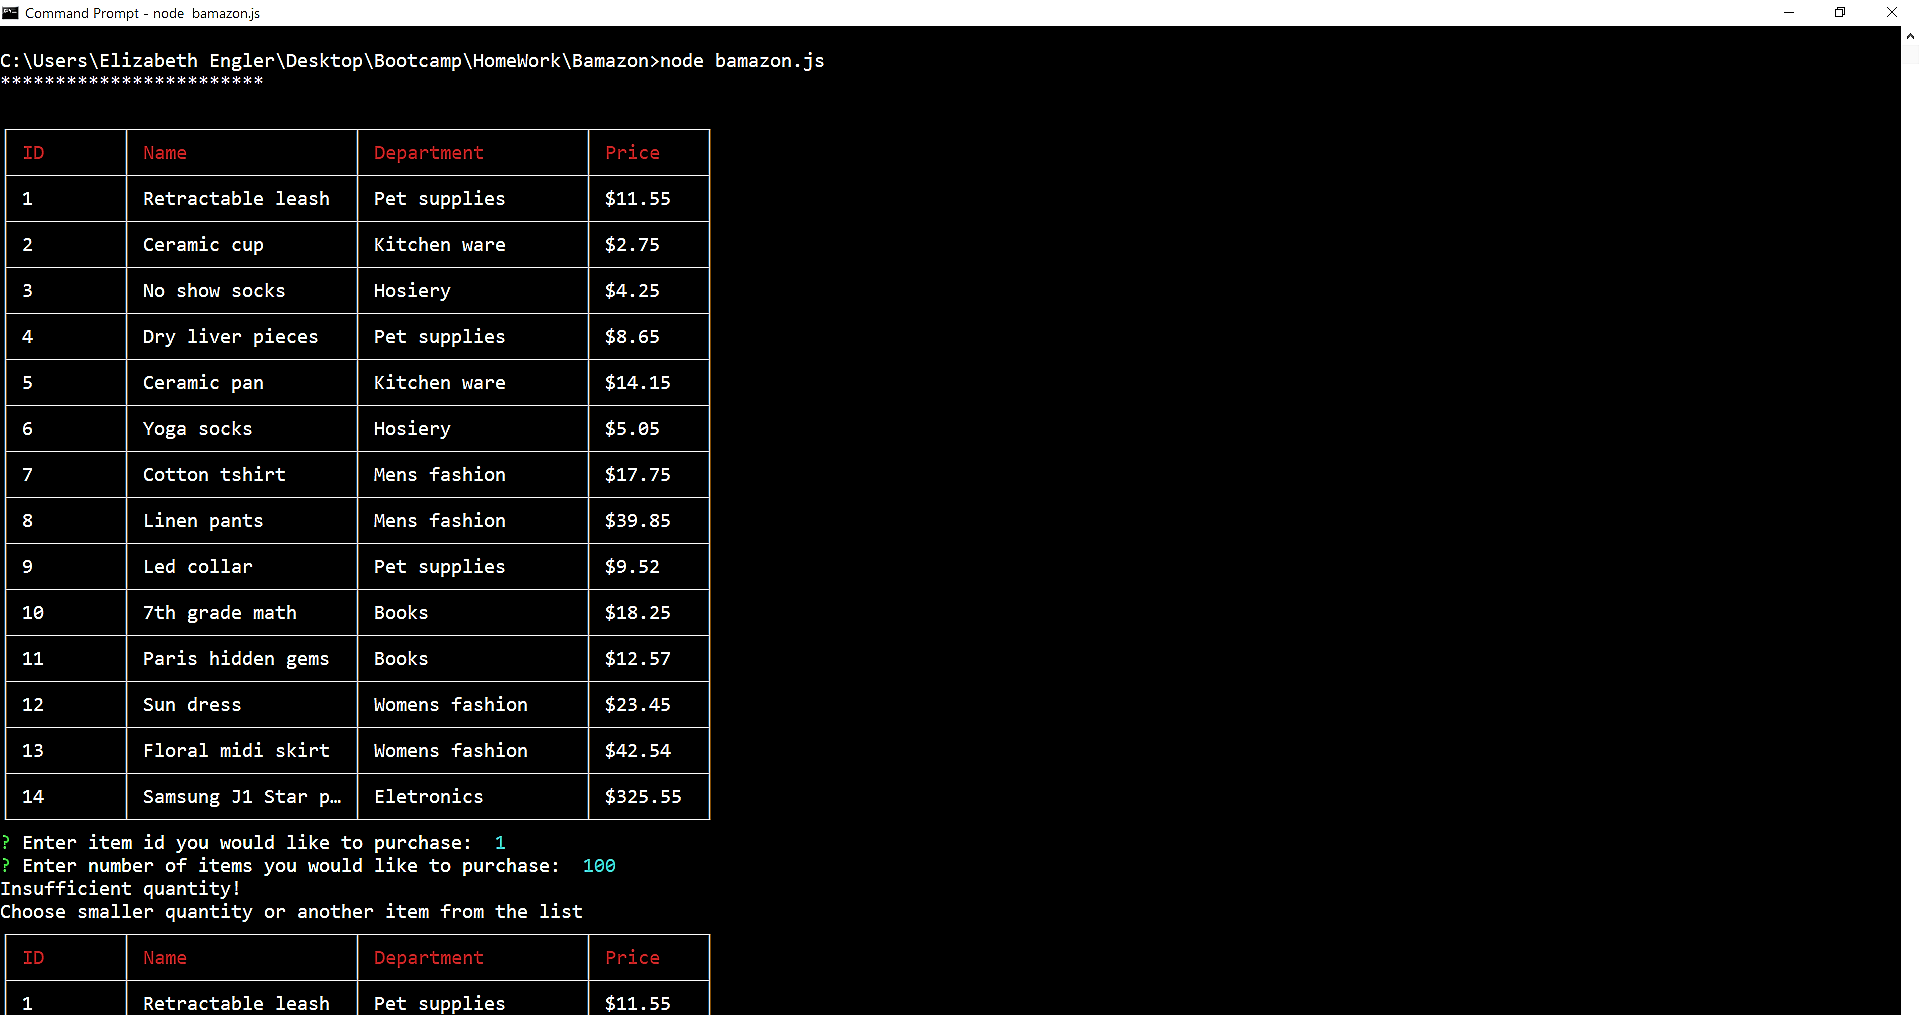 Command Prompt - node  bamazon.js
C:\Users\Elizabeth Engler\Desktop\Bootcamp\HomeWork\Bamazon>node bamazon.js
************************
ID Name Department Price
1 Retractable leash Pet supplies $11.55
2 Ceramic cup Kitchen ware $2.75
3 No show socks Hosiery $4.25
4 Dry liver pieces Pet supplies $8.65
5 Ceramic pan Kitchen ware $14.15
6 Yoga socks Hosiery $5.05
7 Cotton tshirt Mens fashion $17.75
8 Linen pants Mens fashion $39.85
9 Led collar Pet supplies $9.52
10 7th grade math Books $18.25
11 Paris hidden gems Books $12.57
12 Sun dress Womens fashion $23.45
13 Floral midi skirt Womens fashion $42.54
14 Samsung J1 Star p… Eletronics $325.55
? Enter item id you would like to purchase:  1
? Enter number of items you would like to purchase:  100
Insufficient quantity!
Choose smaller quantity or another item from the list
ID Name Department Price
1 Retractable leash Pet supplies $11.55